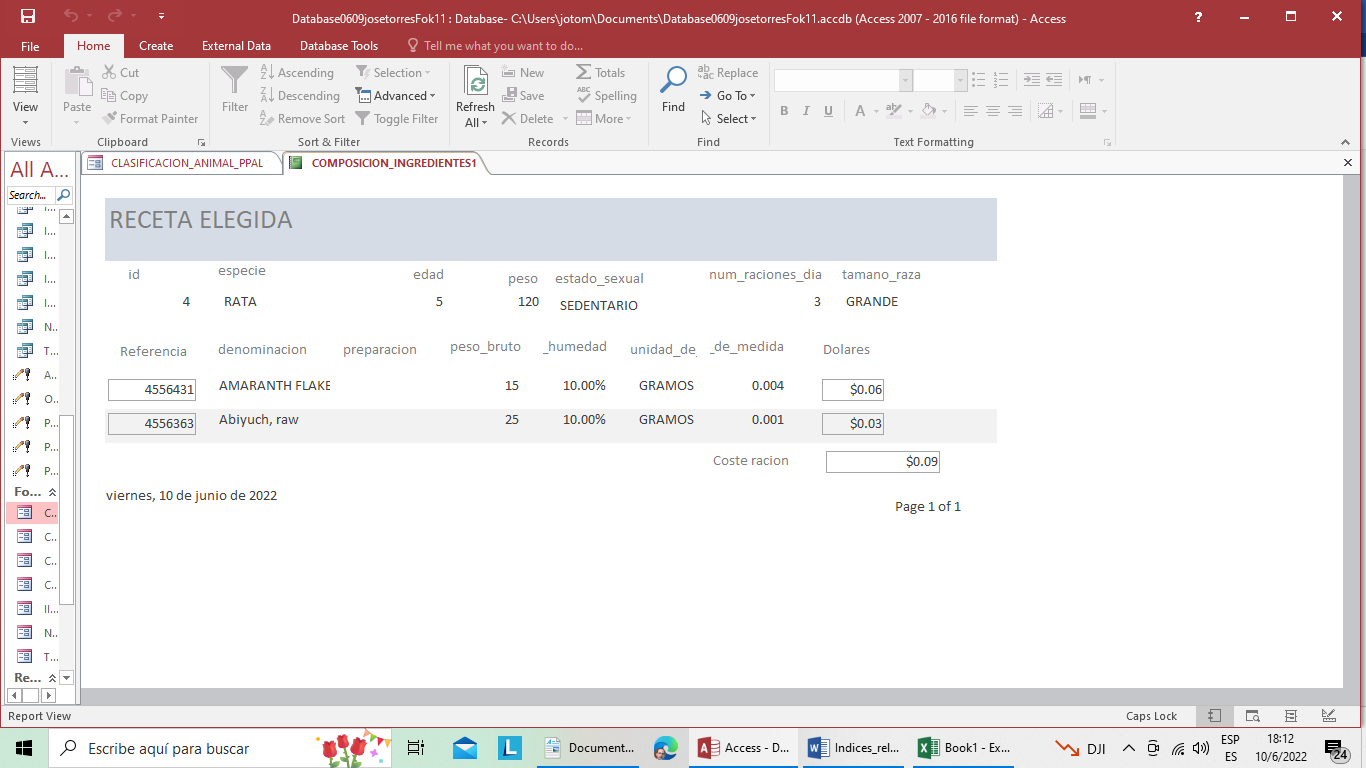 Database0609josetorresFok11 : Database- C:\Users\jotom\Documents\Database0609josetorresFok11.accdb (Access 2007 - 2016 file format) - Access
?
File Home Create External Data Database Tools Tell me what you want to do...
View
Views
Paste
Cut
Copy
Format Painter
Clipboard
Filter
Ascending
Descending
Remove Sort
Selection
Advanced
Toggle Filter
Sort & Filter
Refresh
All
New
Save
Delete
Totals
Spelling
More
Records
Find
Replace
Go To
Select
Find
B I U A
Text Formatting
All A...
Search...
I...
I...
I...
I...
I...
N...
T...
A...
O...
P...
P...
P...
Fo...
C...
C...
C...
C...
II...
N...
T...
Re...
CLASIFICACION_ANIMAL_PPAL COMPOSICION_INGREDIENTES1
RECETA ELEGIDA
id especie edad peso estado_sexual num_raciones_dia tamano_raza
4 RATA 5 120 SEDENTARIO 3 GRANDE
Referencia denominacion preparacion peso_bruto _humedad unidad_de_ _de_medida Dolares
4556431 AMARANTH FLAKE 15 10.00% GRAMOS 0.004 $0.06
4556363 Abiyuch, raw 25 10.00% GRAMOS 0.001 $0.03
Coste racion $0.09
viernes, 10 de junio de 2022
Page 1 of 1
Report View
Caps Lock
Escribe aquí para buscar
L
Document...
Access - D...
Indices_rel...
Book1 - Ex...
DJI
ESP
ES
18:12
10/6/2022
24